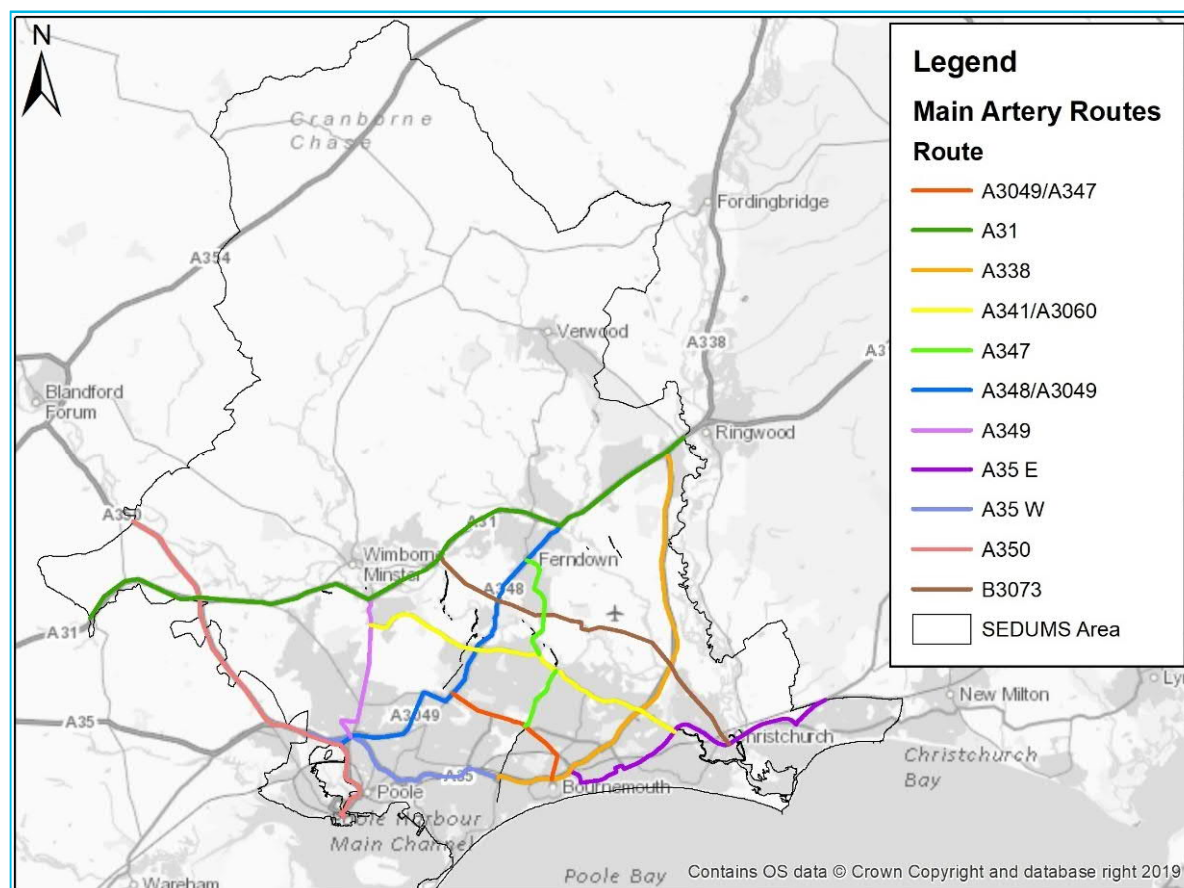 N
Cranborne
Chase
Fordingbridge
A354
Verwood
A338
A3
Blandford
Forum
Ringwood
A350
A31
Wimborne
Minster
Ferndown
A348
A31
A35
A3049
New Milton
Christchurch
Christchurch
Bay
A35
Poole
Bournemouth
Poole Harbour
Main Channel
Poole Bay
Wareham
Legend
Main Artery Routes
Route
A3049/A347
A31
A338
A341/A3060
A347
A348/A3049
A349
A35 E
A35 W
A350
B3073
SEDUMS Area
Ly
Contains OS data © Crown Copyright and database right 2019